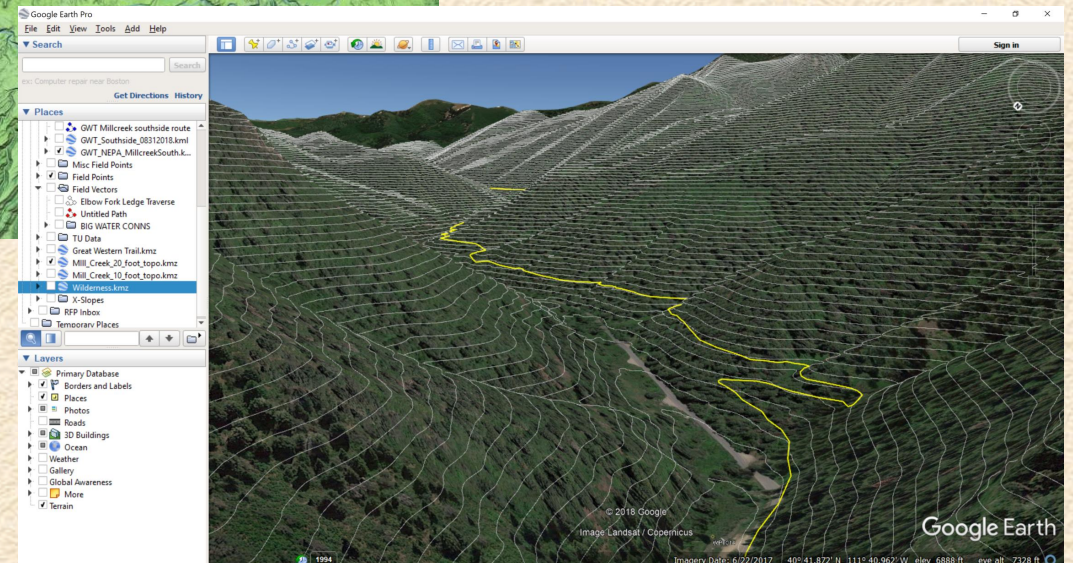 Google Earth Pro
File Edit View Tools Add Help
Search
Sign in
Search
ex: Computer repair near Boston
Get Directions History
Places
GWT Millcreek southside route
GWT_Southside_08312018.kml
GWT_NEPA_MillcreekSouth.k...
Misc Field Points
Field Points
Field Vectors
Elbow Fork Ledge Traverse
Untitled Path
BIG WATER CONNS
TU Data
Great Western Trail.kmz
MIll_Creek_20_foot_topo.kmz
Mill_Creek_10_foot_topo.kmz
Wilderness.kmz
X-Slopes
RFP Inbox
Temporary Places
Layers
Primary Database
Borders and Labels
Places
Photos
Roads
3D Buildings
Ocean
Weather
Gallery
Global Awareness
More
Terrain
© 2018 Google
Image Landsat / Copernicus
Google Earth
1994
Imagery Date: 6/22/2017 40°41.872' N 111°40.962' W elev 6888 ft eye alt 7328 ft